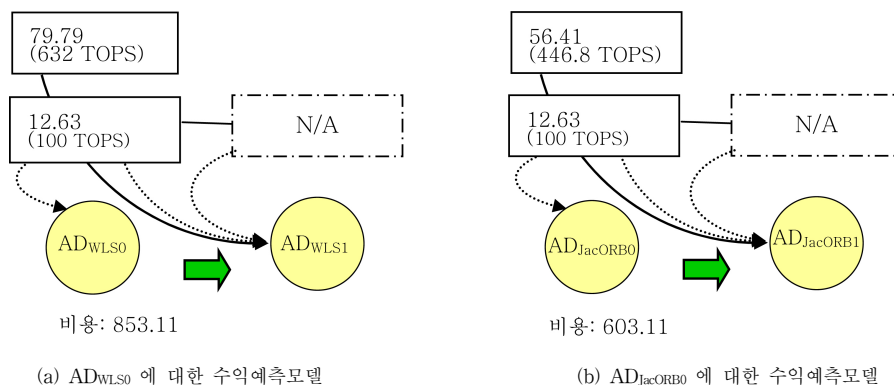 79.79
(632 TOPS)
12.63
(100 TOPS)
N/A
ADWLS0
ADWLS1
비용: 853.11
(a) ADWLS0 에 대한 수익예측모델
56.41
(446.8 TOPS)
12.63
(100 TOPS)
N/A
ADJacORB0
ADJacORB1
비용: 603.11
(b) ADJacORB0 에 대한 수익예측모델